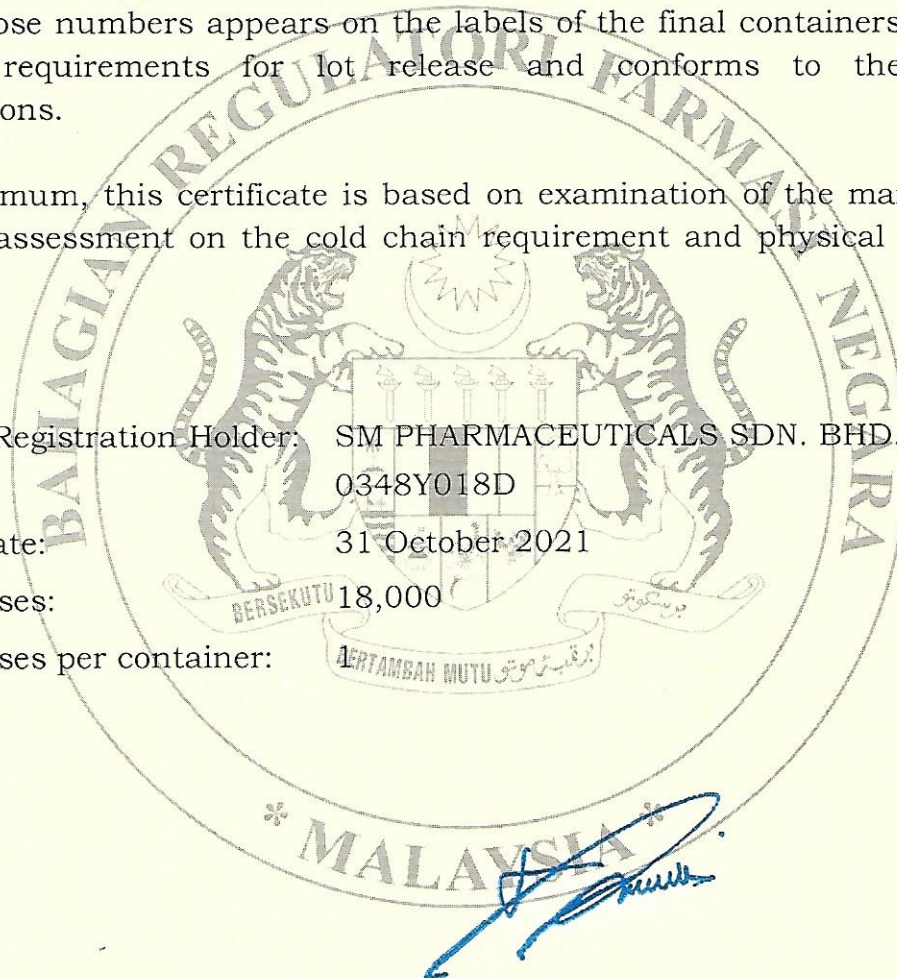 ose numbers appears on the labels of the final containers
requirements for lot release and conforms to the
ons.
mum, this certificate is based on examination of the ma
assessment on the cold chain requirement and physical
Registration Holder: SM PHARMACEUTICALS SDN. BHD.
0348Y018D
ate: 31 October 2021
ses: 18,000
ses per container: 1
BAHAGIAN REGULATORI FARMASI NEGARA
* MALAYSIA *
BERSEKUTU برسكوتو
BERTAMBAH MUTU برتمبه موتو